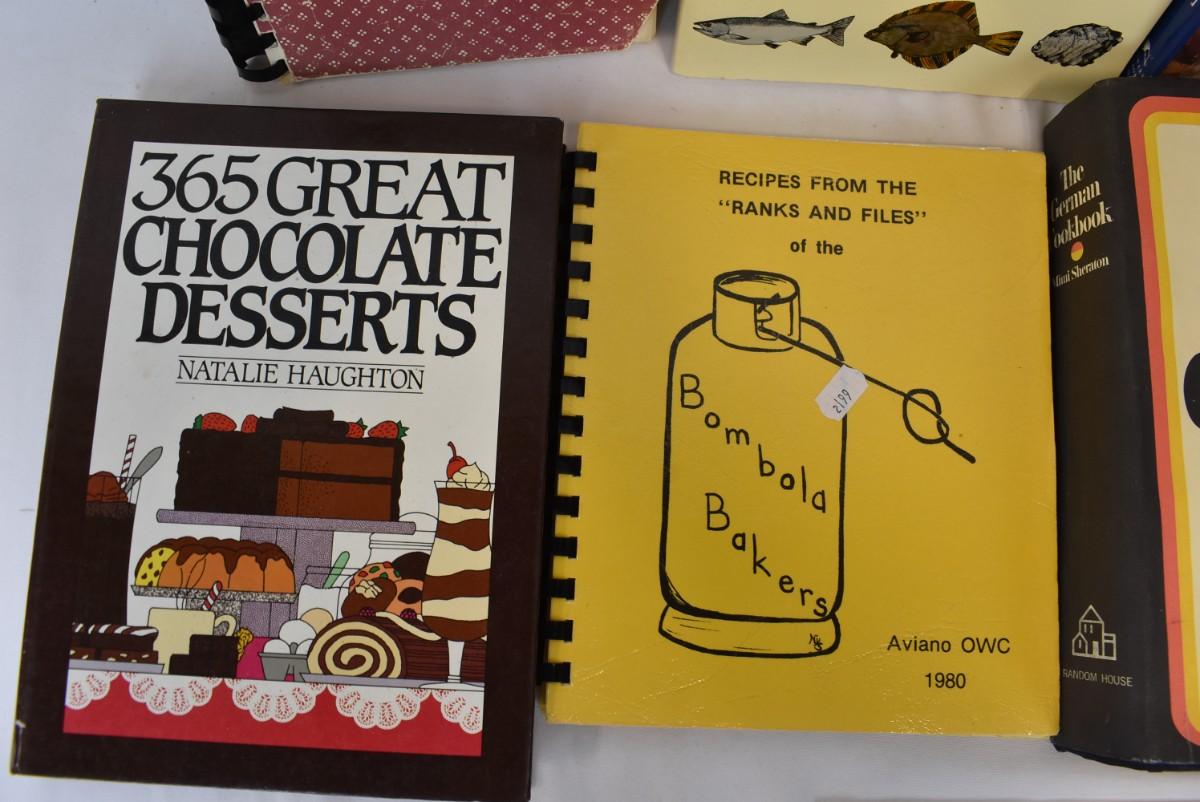 365 GREAT
CHOCOLATE
DESSERTS
NATALIE HAUGHTON
RECIPES FROM THE
"RANKS AND FILES"
of the
Bombola
Bakers
2199
Aviano OWC
1980
The
German
Cookbook
Mimi Sheraton
RANDOM HOUSE